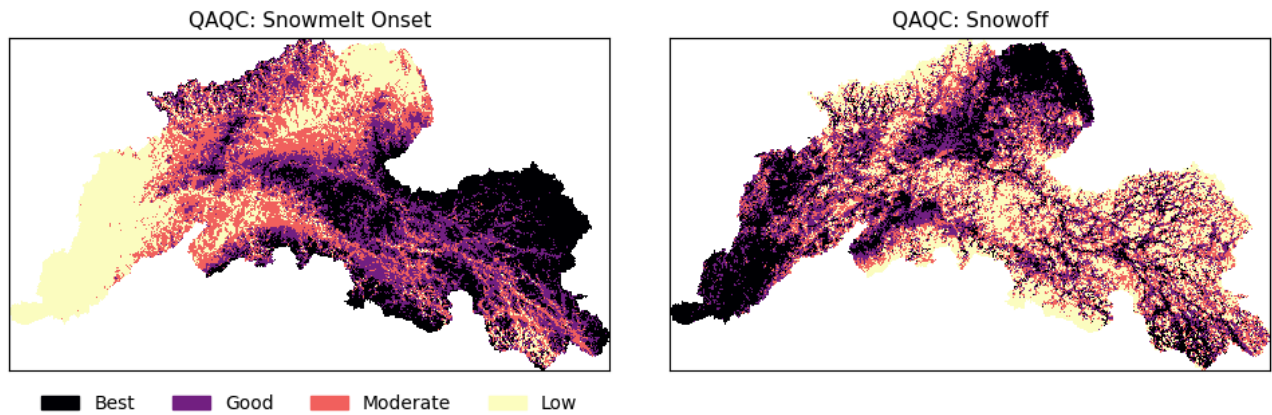 QAQC: Snowmelt Onset
QAQC: Snowoff
Best Good Moderate Low